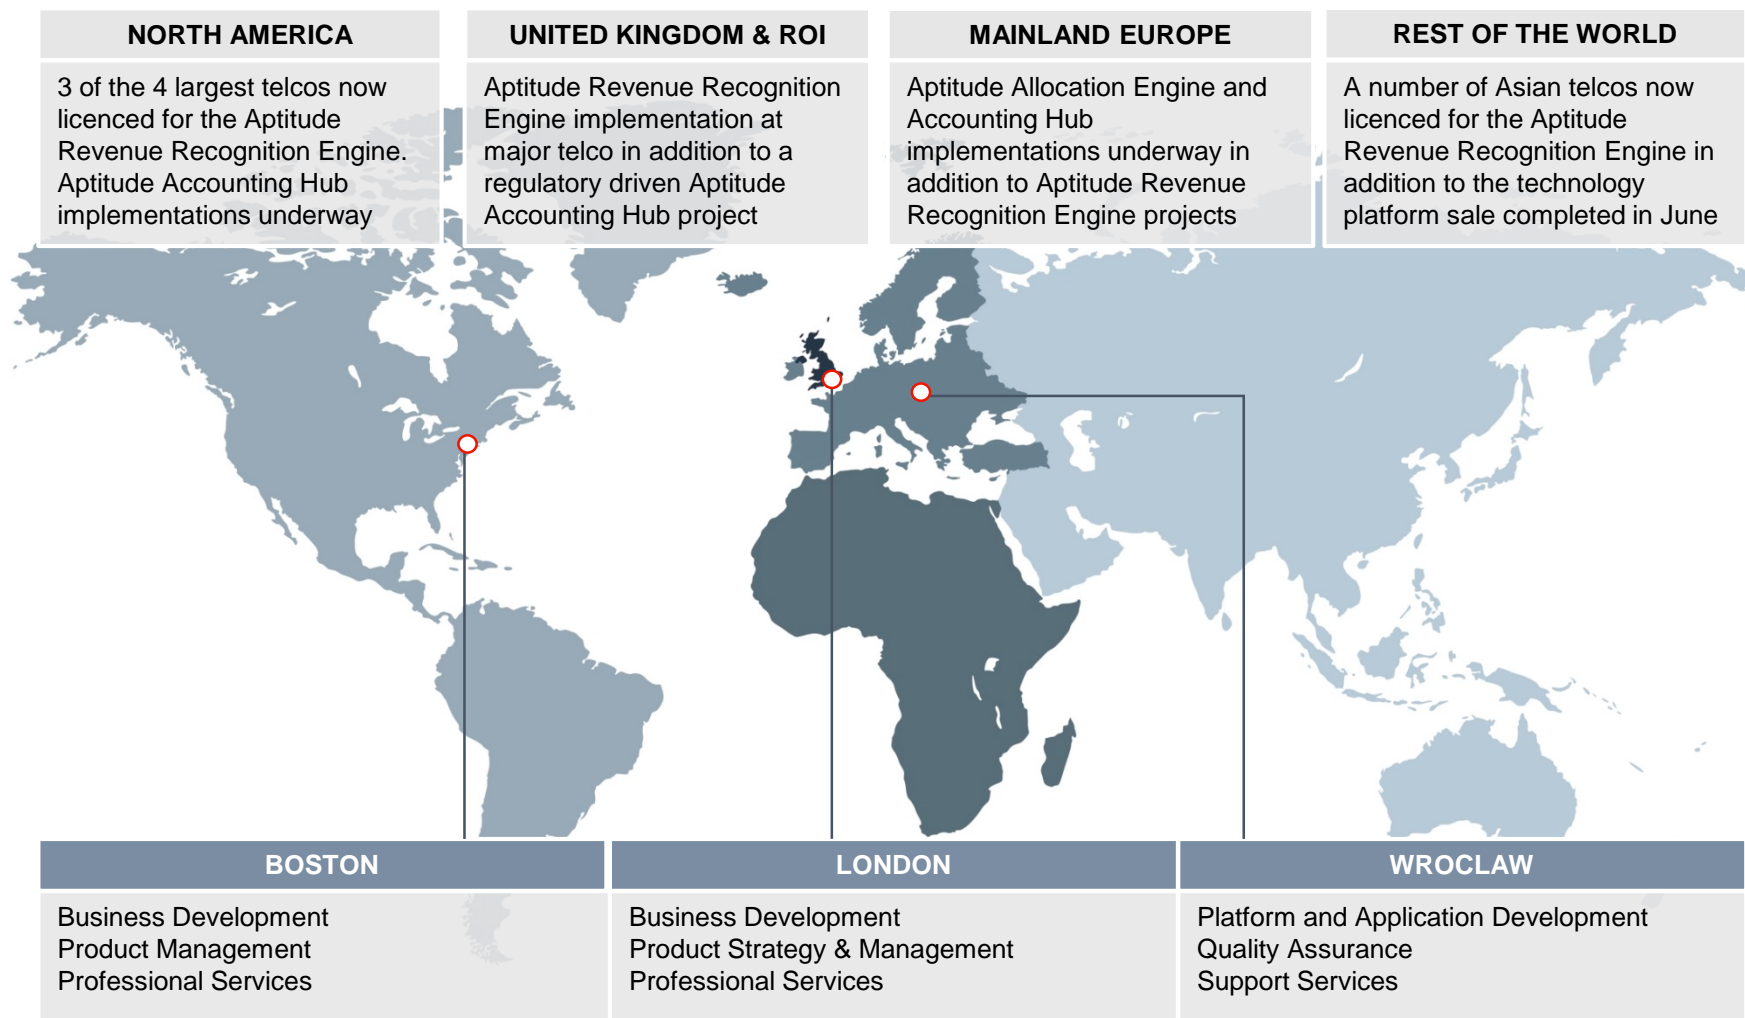 NORTH AMERICA
3 of the 4 largest telcos now
licenced for the Aptitude
Revenue Recognition Engine.
Aptitude Accounting Hub
implementations underway
UNITED KINGDOM & ROI
Aptitude Revenue Recognition
Engine implementation at
major telco in addition to a
regulatory driven Aptitude
Accounting Hub project
MAINLAND EUROPE
Aptitude Allocation Engine and
Accounting Hub
implementations underway in
addition to Aptitude Revenue
Recognition Engine projects
REST OF THE WORLD
A number of Asian telcos now
licenced for the Aptitude
Revenue Recognition Engine in
addition to the technology
platform sale completed in June
BOSTON
Business Development
Product Management
Professional Services
LONDON
Business Development
Product Strategy & Management
Professional Services
WROCLAW
Platform and Application Development
Quality Assurance
Support Services